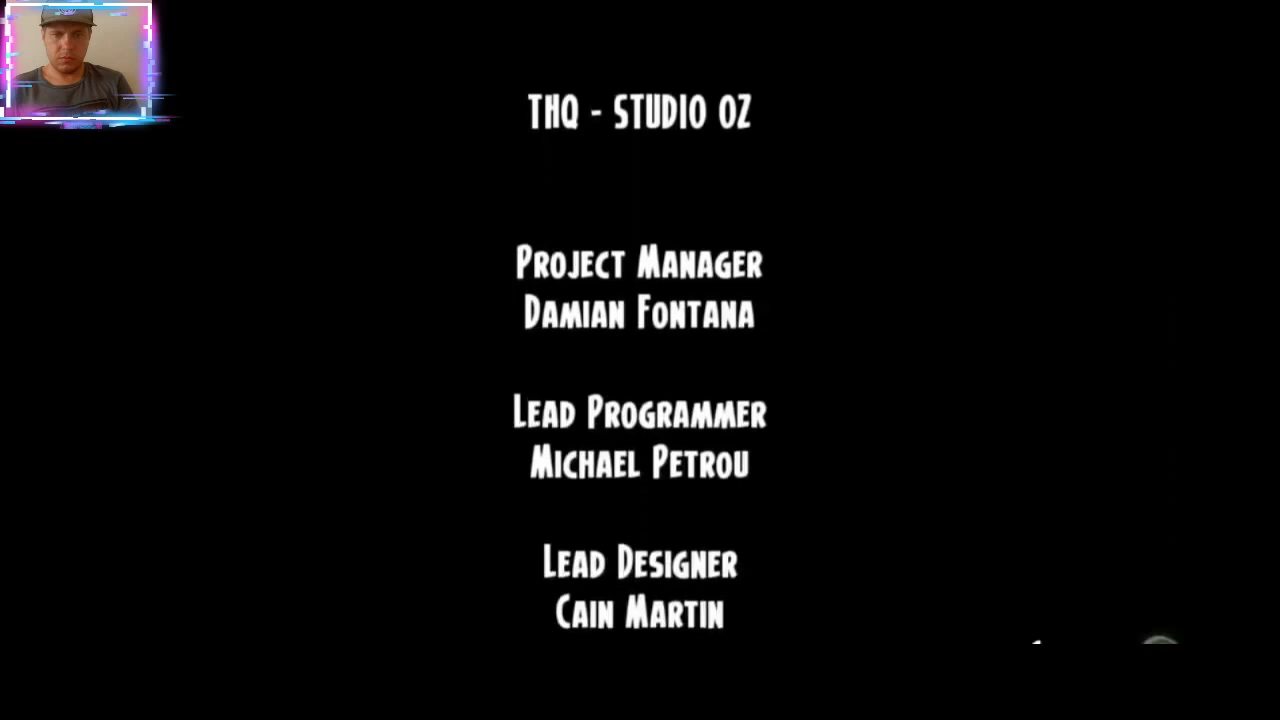 THQ - STUDIO OZ
PROJECT MANAGER
DAMIAN FONTANA
LEAD PROGRAMMER
MICHAEL PETROU
LEAD DESIGNER
CAIN MARTIN